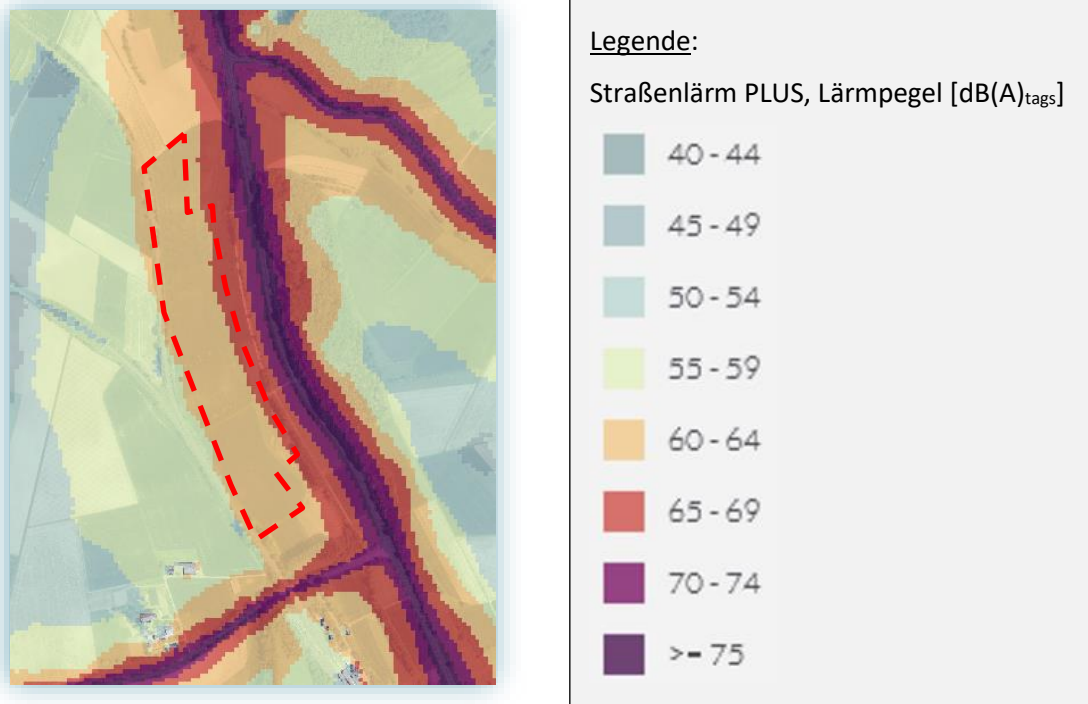 Legende:
Straßenlärm PLUS, Lärmpegel [dB(A)tags]
40 - 44
45 - 49
50 - 54
55 - 59
60 - 64
65 - 69
70 - 74
>= 75